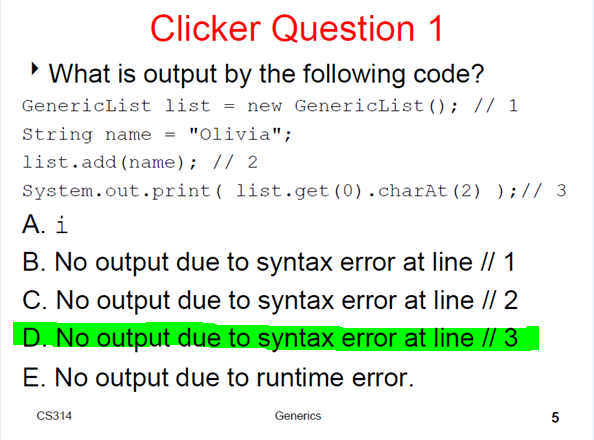 Clicker Question 1
What is output by the following code?
GenericList list = new GenericList(); // 1
String name = "Olivia";
list.add(name); // 2
System.out.print( list.get(0).charAt(2) );// 3
A. i
B. No output due to syntax error at line // 1
C. No output due to syntax error at line // 2
D. No output due to syntax error at line // 3
E. No output due to runtime error.
CS314 Generics 5